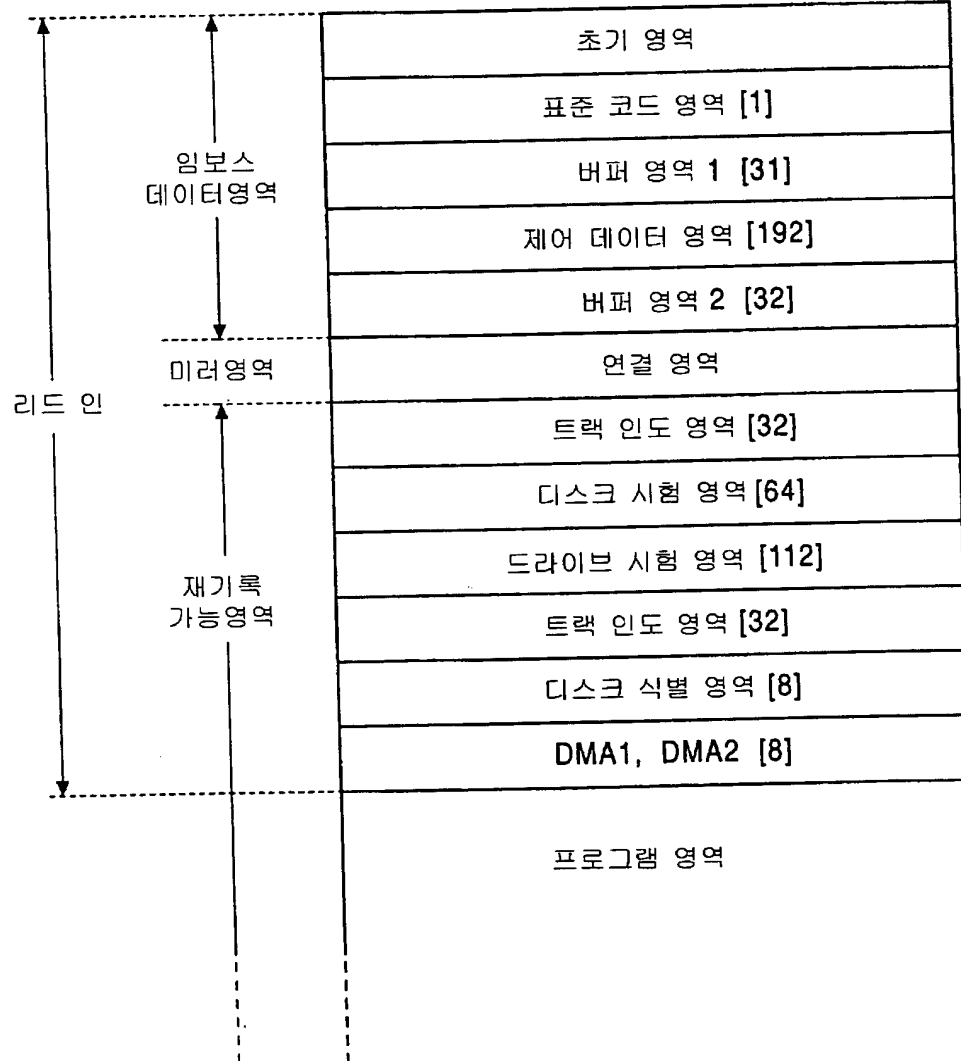 초기 영역
표준 코드 영역 [1]
버퍼 영역 1 [31]
제어 데이터 영역 [192]
버퍼 영역 2 [32]
연결 영역
트랙 인도 영역 [32]
디스크 시험 영역 [64]
드라이브 시험 영역 [112]
트랙 인도 영역 [32]
디스크 식별 영역 [8]
DMA1, DMA2 [8]
프로그램 영역
임보스
데이터영역
미러영역
리드 인
재기록
가능영역